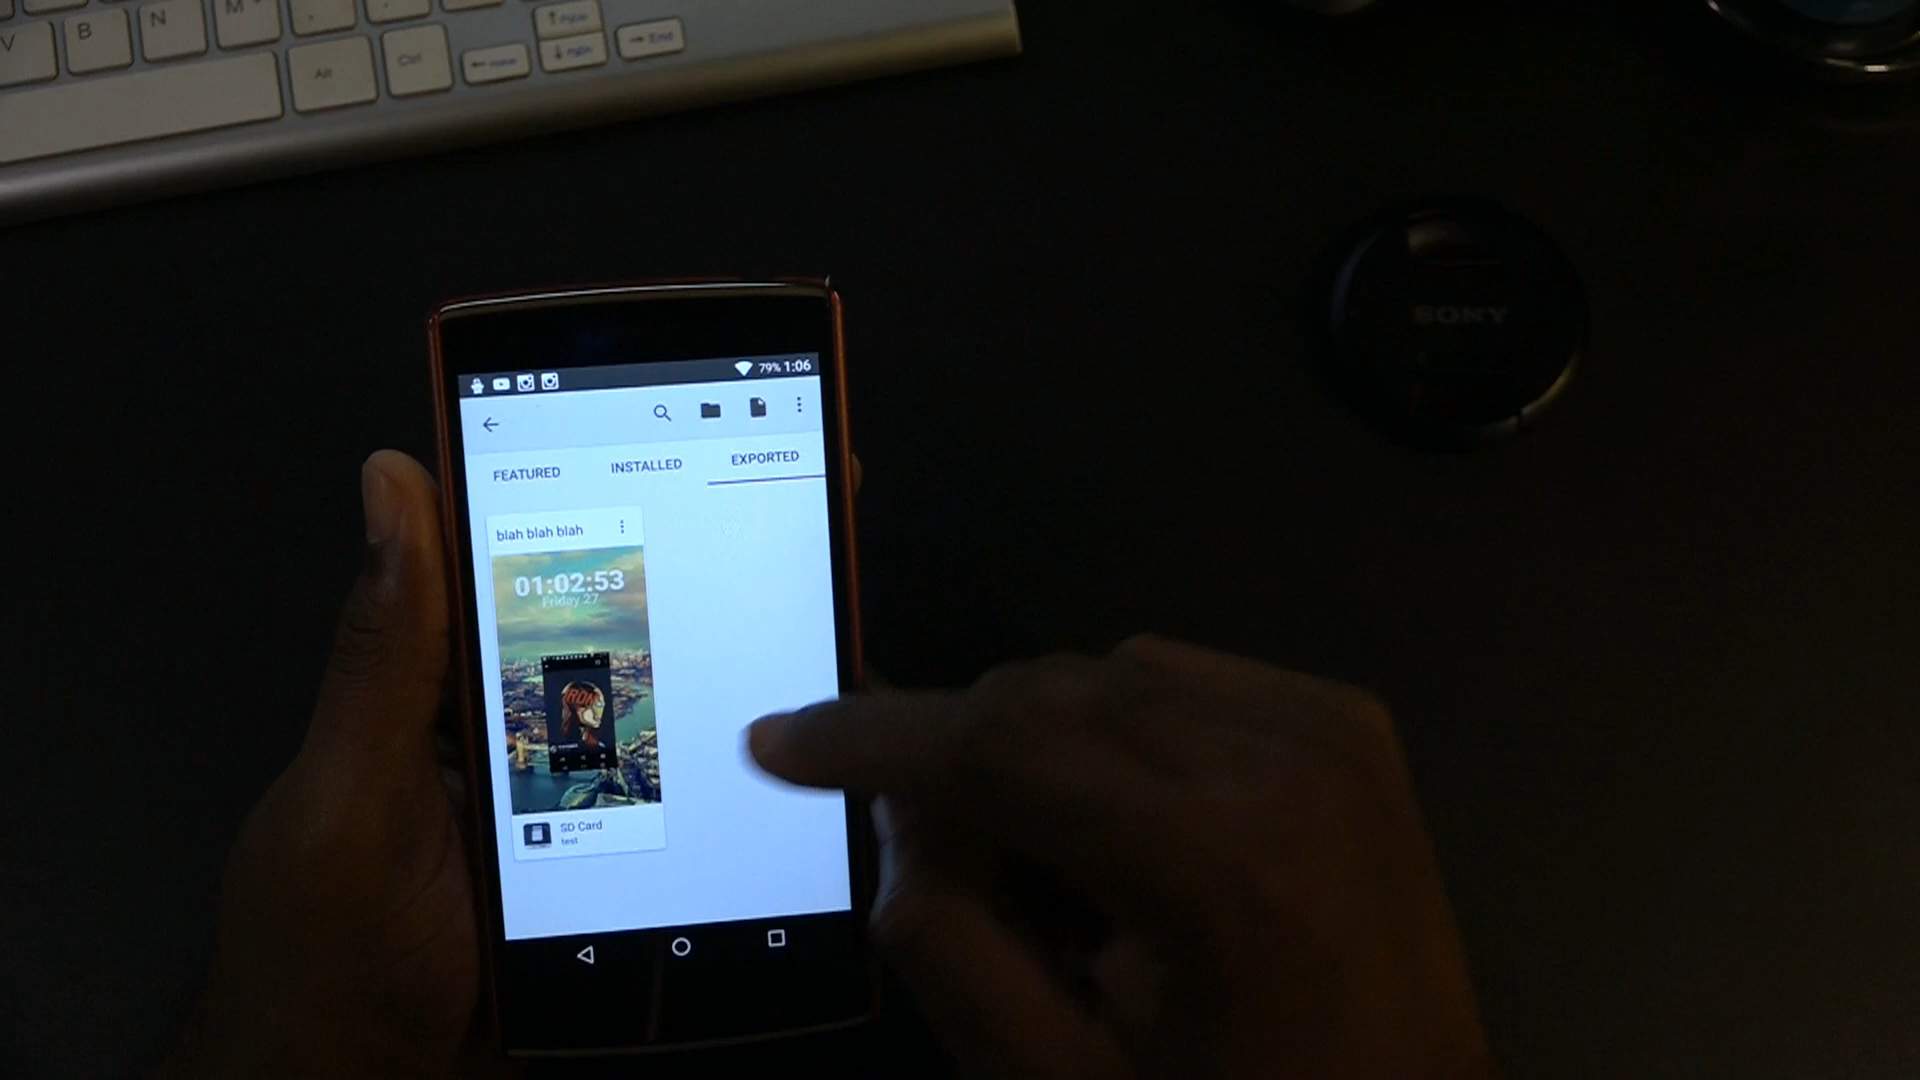 V B N M
Alt Ctrl End
SONY
79% 1:06
FEATURED INSTALLED EXPORTED
blah blah blah
01:02:53
Friday 27
IRON
SD Card
test